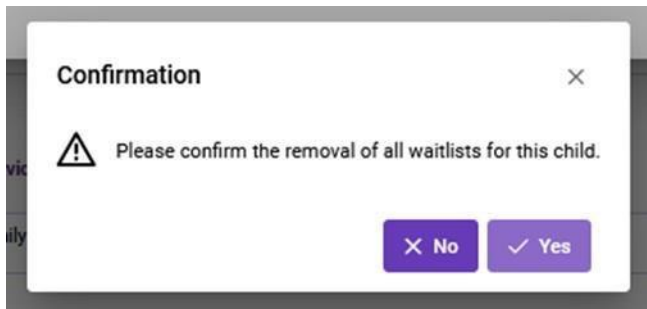 Confirmation
Please confirm the removal of all waitlists for this child.
No
Yes